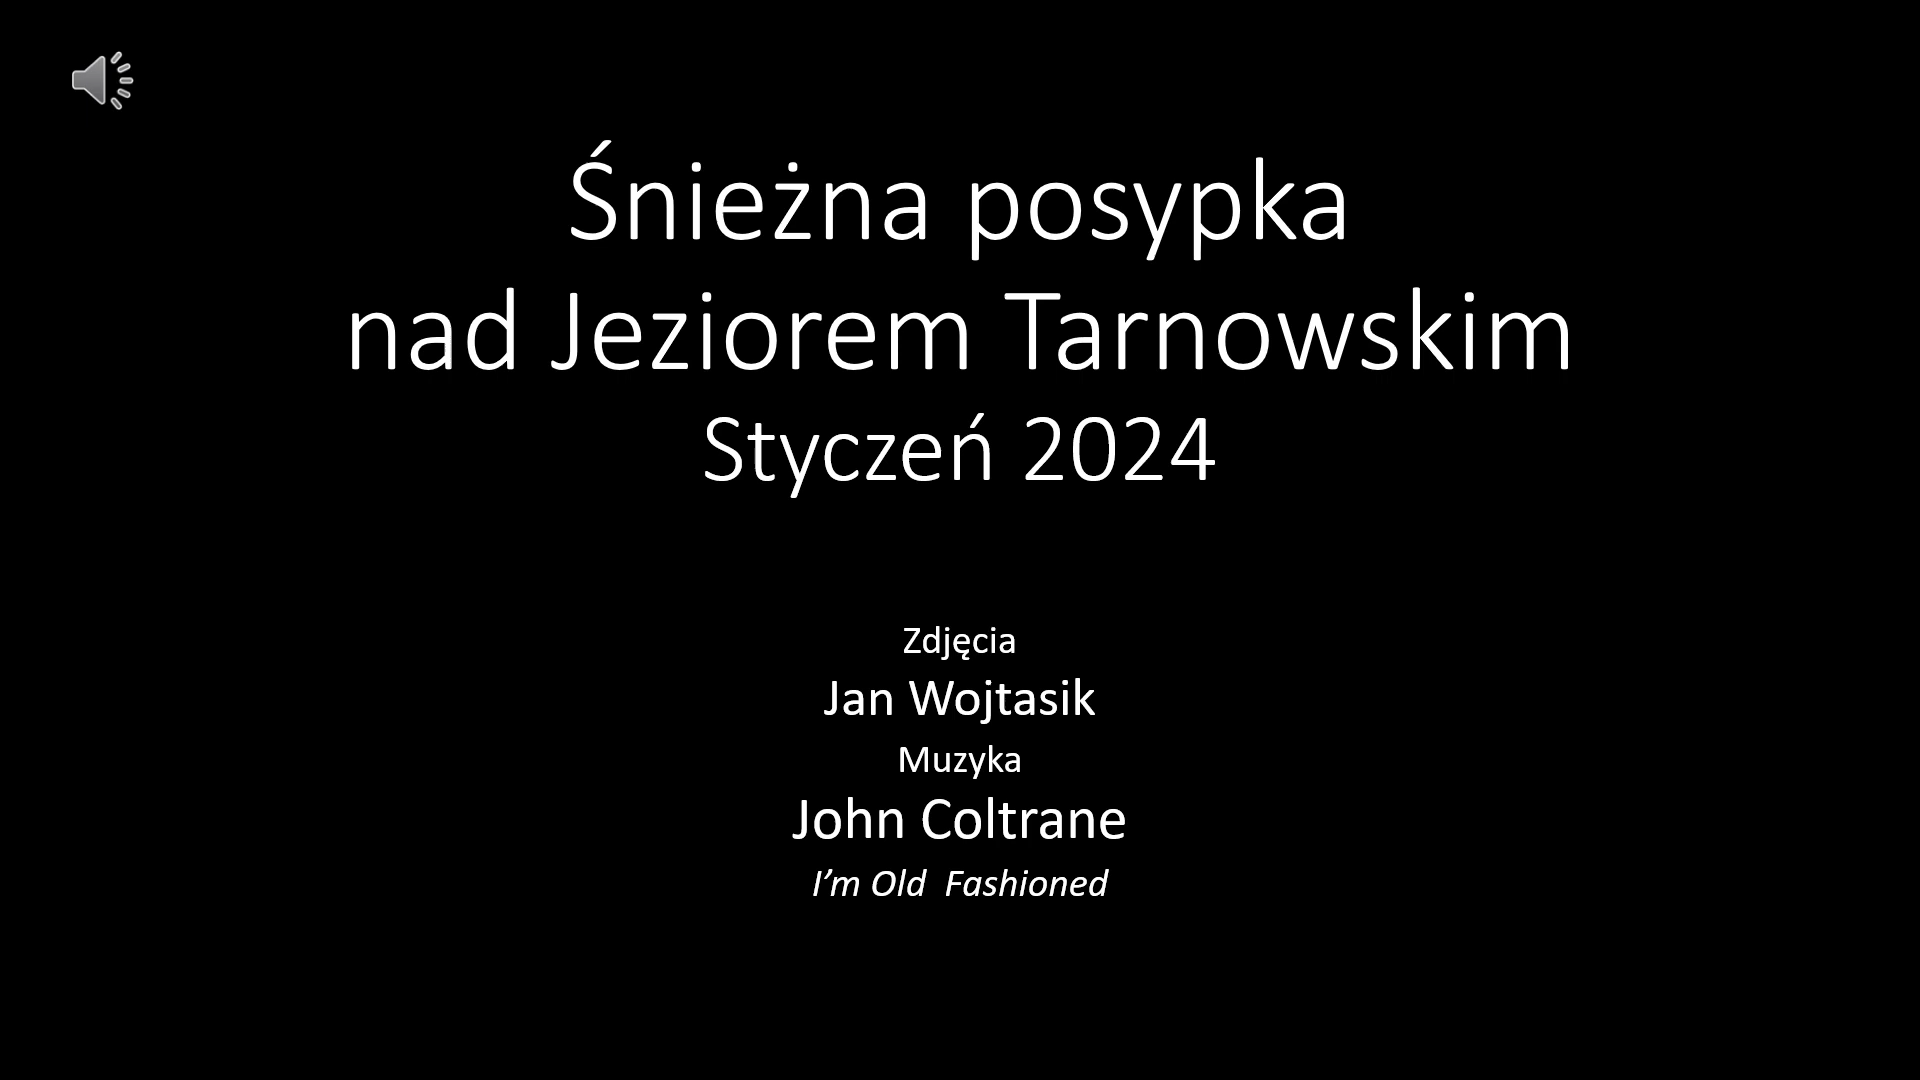 Śnieżna posypka
nad Jeziorem Tarnowskim
Styczeń 2024
Zdjęcia
Jan Wojtasik
Muzyka
John Coltrane
I’m Old  Fashioned